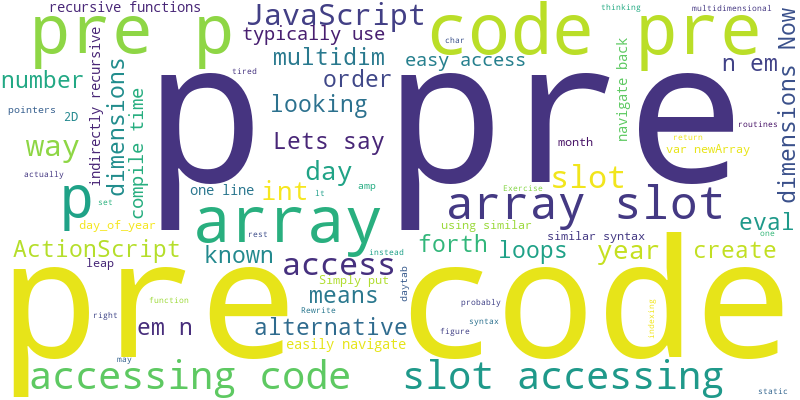 recursive functions
JavaScript
thinking
multidimensional
pre p
typically use
code pre
Now
number
multidim
easy access
n em
indirectly recursive
dimensions
tired
char
order
navigate back
dimensions
p pre
pointers
2D
compile time
looking
way
Lets say
month
routines
return
var newArray
actually
day
slot
p
set
one line
int
lt
amp
Exercise
array slot
day_of_year
array
rest
using similar
similar syntax
eval
one
ActionScript
known
access
instead
forth
loops
year
create
leap
Simply put
daytab
pre code
function
means
Rewrite
probably
indexing
right
em n
alternative
syntax
figure
easily navigate
may
accessing code
slot accessing
static